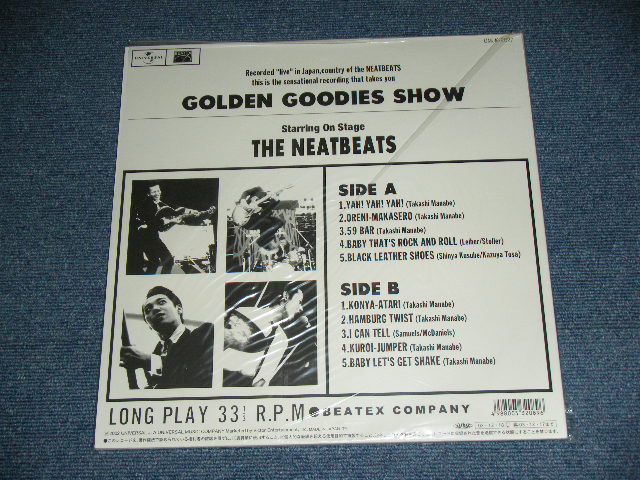 UNIVERSAL
Recorded "live" in Japan,country of the NEATBEATS
this is the sensational recording that takes you
GOLDEN GOODIES SHOW
Starring On Stage
THE NEATBEATS
SIDE A
1.YAH! YAH! YAH! (Takashi Manabe)
2.ORENI-MAKASERO (Takashi Manabe)
3.59 BAR (Takashi Manabe)
4.BABY THAT'S ROCK AND ROLL (Leiber/Stoller)
5.BLACK LEATHER SHOES (Shinya Kosuke/Kazuya Tosa)
SIDE B
1.KONYA-ATARI (Takashi Manabe)
2.HAMBURG TWIST (Takashi Manabe)
3.I CAN TELL (Samuels/McDaniels)
4.KUROI-JUMPER (Takashi Manabe)
5.BABY LET'S GET SHAKE (Takashi Manabe)
LONG PLAY 33⅓ R.P.M BEATEX COMPANY